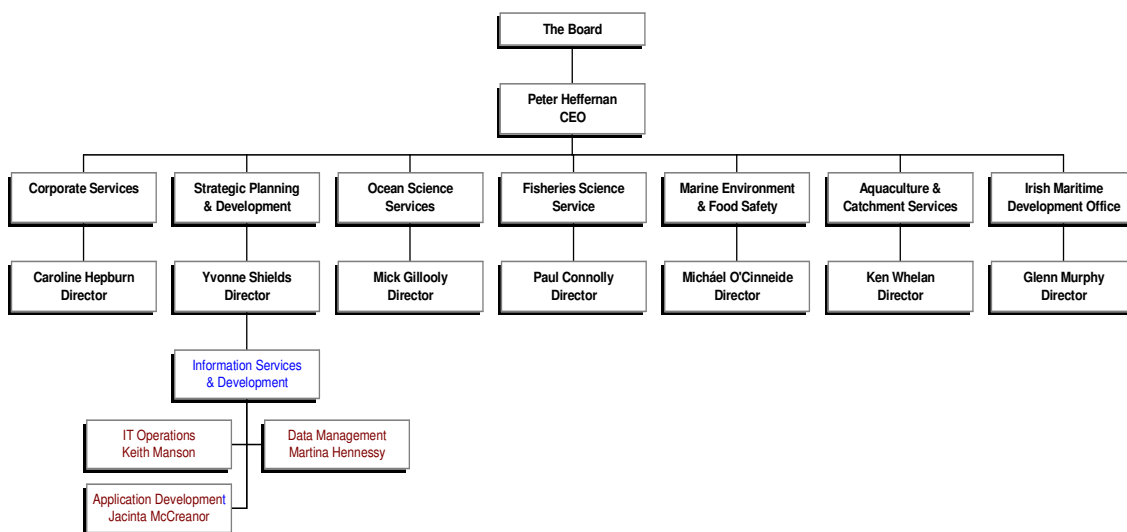 The Board
Peter Heffernan
CEO
Corporate Services
Strategic Planning
& Development
Ocean Science
Services
Fisheries Science
Service
Marine Environment
& Food Safety
Aquaculture &
Catchment Services
Irish Maritime
Development Office
Caroline Hepburn
Director
Yvonne Shields
Director
Mick Gillooly
Director
Paul Connolly
Director
Micháel O'Cinneide
Director
Ken Whelan
Director
Glenn Murphy
Director
Information Services
& Development
IT Operations
Keith Manson
Data Management
Martina Hennessy
Application Development
Jacinta McCreanor